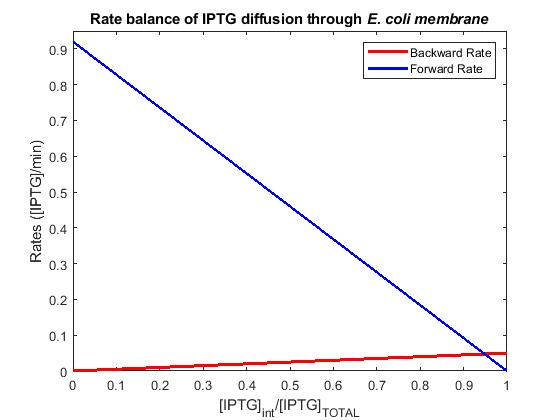 Rate balance of IPTG diffusion through E. coli membrane
Backward Rate
Forward Rate
Rates ([IPTG]/min)
0.9
0.8
0.7
0.6
0.5
0.4
0.3
0.2
0.1
0
0 0.1 0.2 0.3 0.4 0.5 0.6 0.7 0.8 0.9 1
[IPTG]int/[IPTG]TOTAL